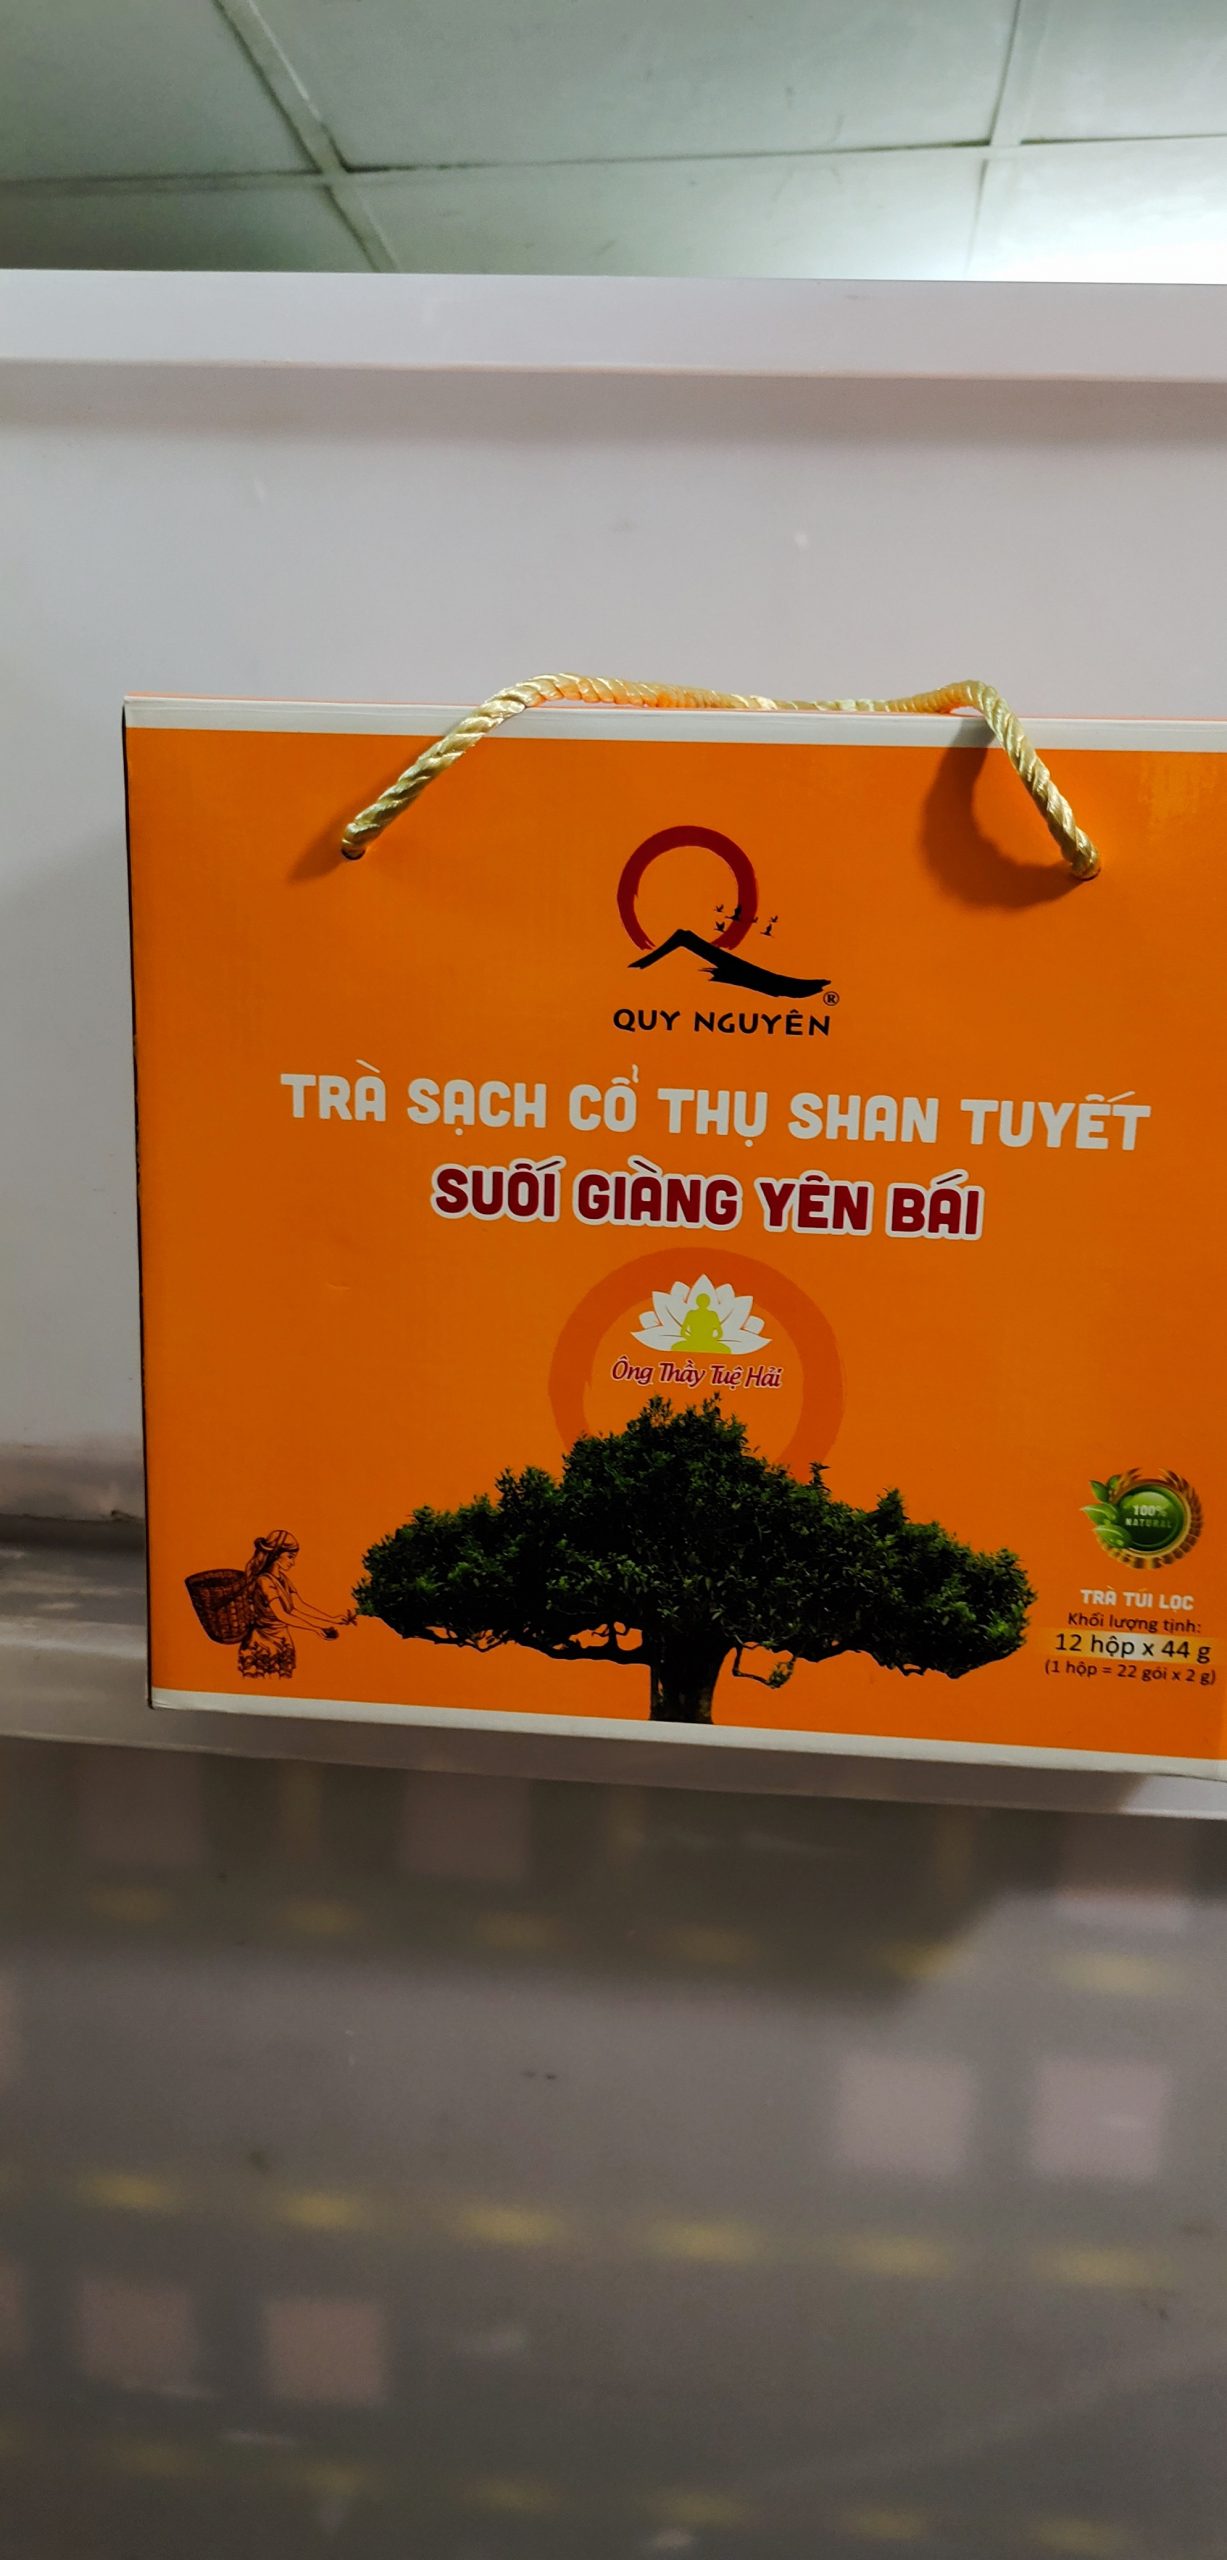 ®
QUY NGUYÊN
TRÀ SẠCH CỔ THỤ SHAN TUYẾT
SUỐI GIÀNG YÊN BÁI
Ông Thầy Tuệ Hải
100%
NATURAL
TRÀ TÚI LỌC
Khối lượng tịnh:
12 hộp x 44 g
(1 hộp = 22 gói x 2 g)